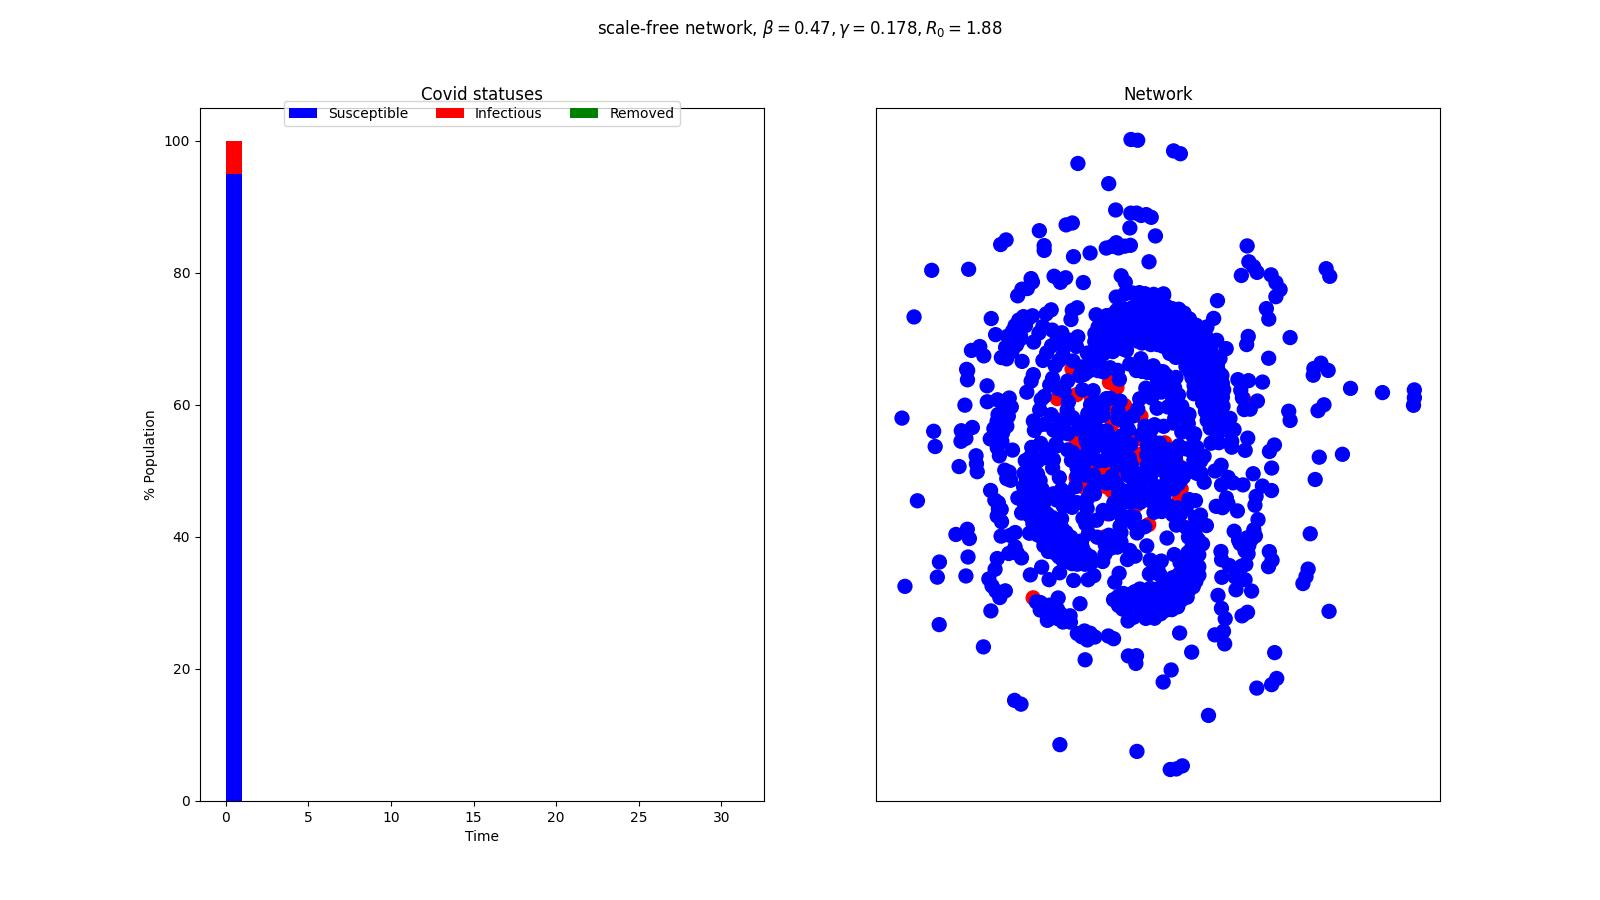 scale-free network, β = 0.47, γ = 0.178, R₀ = 1.88
Covid statuses
Susceptible Infectious Removed
100
80
60
40
20
0
% Population
0 5 10 15 20 25 30
Time
Network